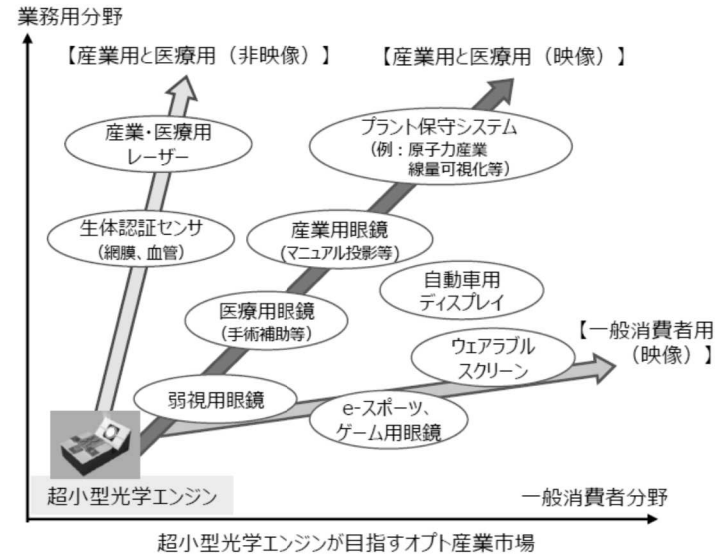 業務用分野
【産業用と医療用（非映像）】
【産業用と医療用（映像）】
産業・医療用
レーザー
プラント保守システム
（例：原子力産業
線量可視化等）
生体認証センサ
（網膜、血管）
産業用眼鏡
(マニュアル投影等)
自動車用
ディスプレイ
医療用眼鏡
（手術補助等）
【一般消費者用
（映像）】
ウェアラブル
スクリーン
弱視用眼鏡
e-スポーツ、
ゲーム用眼鏡
超小型光学エンジン
一般消費者分野
超小型光学エンジンが目指すオプト産業市場